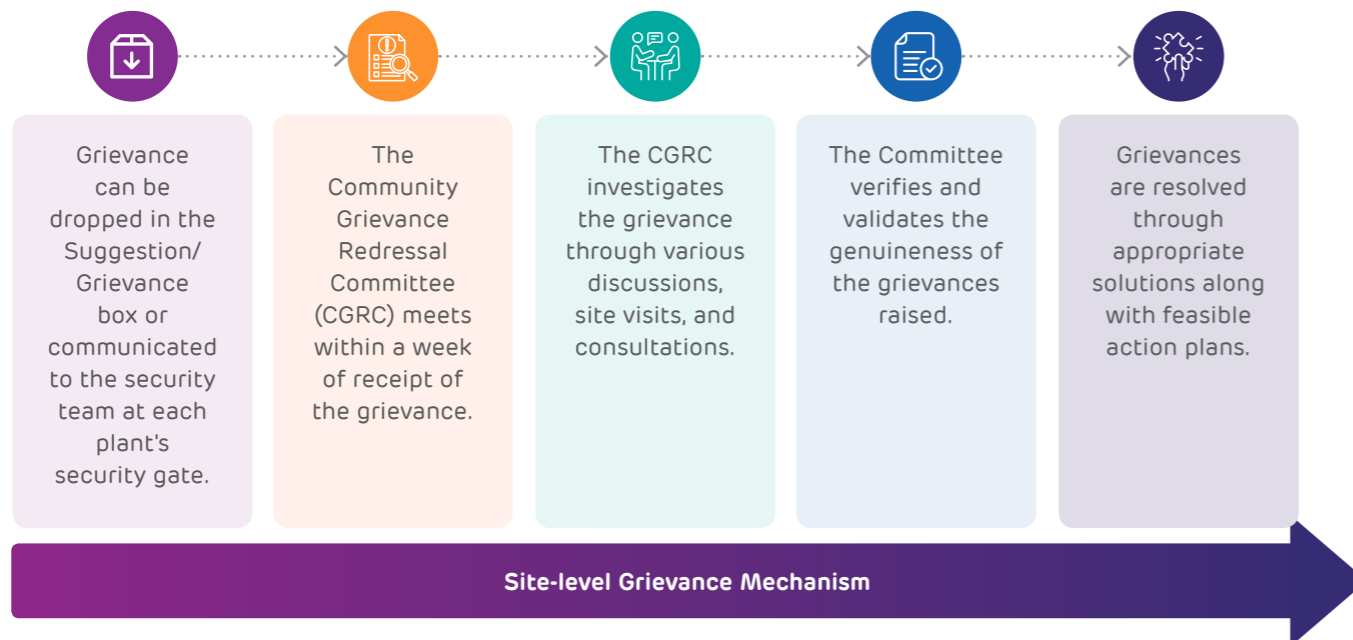 Grievance
can be
dropped in the
Suggestion/
Grievance
box or
communicated
to the security
team at each
plant's
security gate.
The
Community
Grievance
Redressal
Committee
(CGRC) meets
within a week
of receipt of
the grievance.
The CGRC
investigates
the grievance
through various
discussions,
site visits, and
consultations.
The Committee
verifies and
validates the
genuineness of
the grievances
raised.
Grievances
are resolved
through
appropriate
solutions along
with feasible
action plans.
Site-level Grievance Mechanism